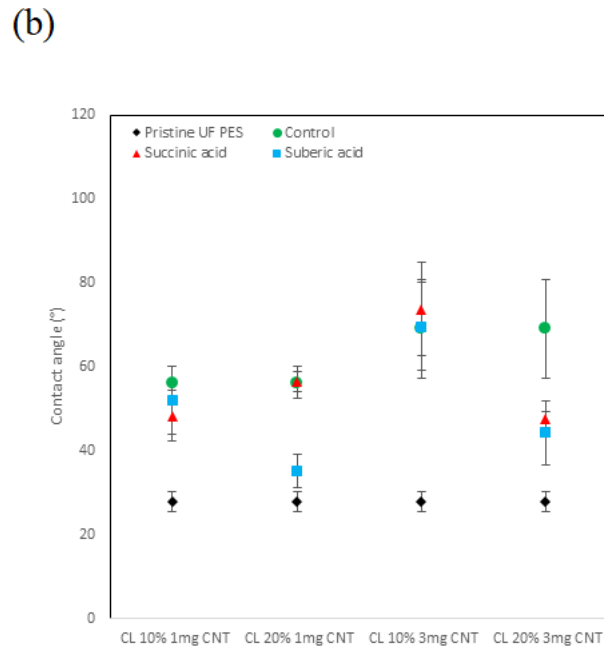 (b)
120
100
80
60
40
20
0
Contact angle (°)
Pristine UF PES Control
Succinic acid Suberic acid
CL 10% 1mg CNT CL 20% 1mg CNT CL 10% 3mg CNT CL 20% 3mg CNT